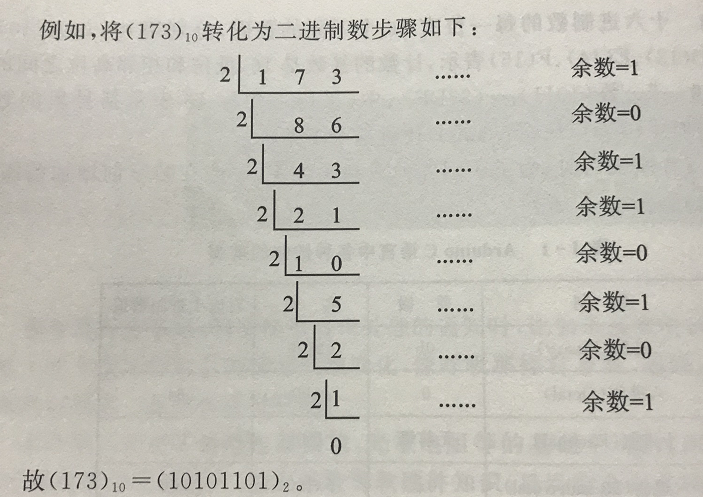 例如,将(173)₁₀转化为二进制数步骤如下:
2 1 7 3 …… 余数=1
2 8 6 …… 余数=0
2 4 3 …… 余数=1
2 2 1 …… 余数=1
2 1 0 …… 余数=0
2 5 …… 余数=1
2 2 …… 余数=0
2 1 …… 余数=1
0
故(173)₁₀=(10101101)₂。